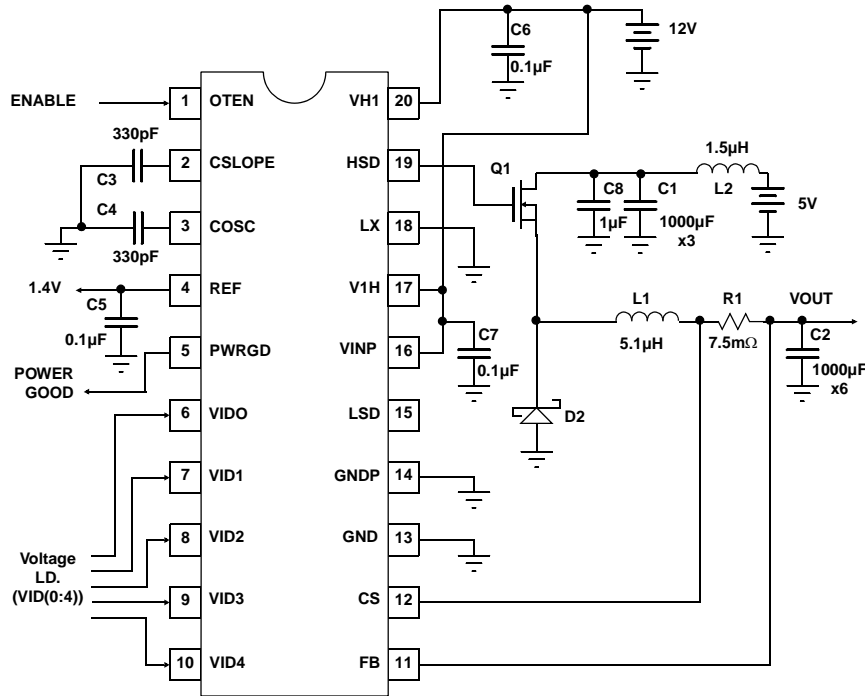 C6
0.1µF
12V
ENABLE
1 OTEN
VH1 20
330pF
C3
2 CSLOPE
HSD 19
Q1
1.5µH
L2
C4
330pF
3 COSC
LX 18
C8
1µF
C1
1000µF
x3
5V
1.4V
4 REF
V1H 17
C5
0.1µF
L1
5.1µH
R1
7.5mΩ
VOUT
5 PWRGD
VINP 16
C7
0.1µF
C2
1000µF
x6
POWER
GOOD
6 VIDO
LSD 15
D2
7 VID1
GNDP 14
8 VID2
GND 13
Voltage
I.D.
(VID(0:4))
9 VID3
CS 12
10 VID4
FB 11